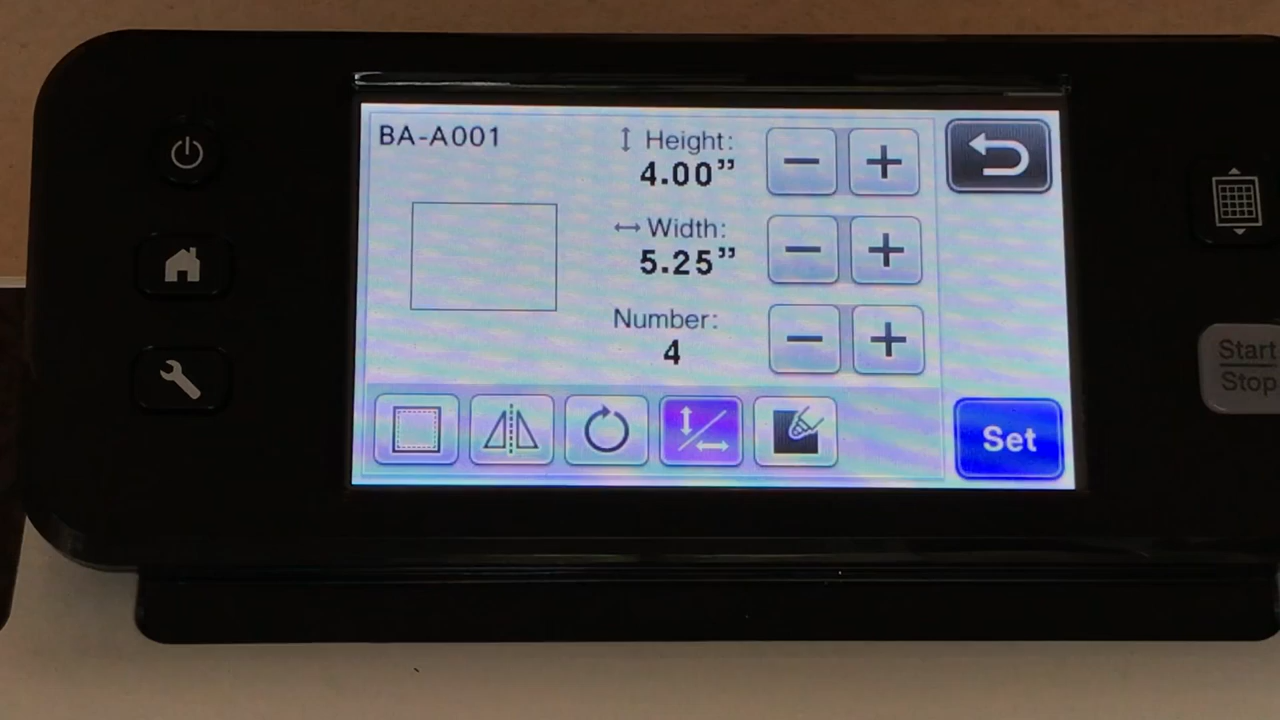 BA-A001
Height:
4.00”
Width:
5.25”
Number:
4
Set
Start
Stop